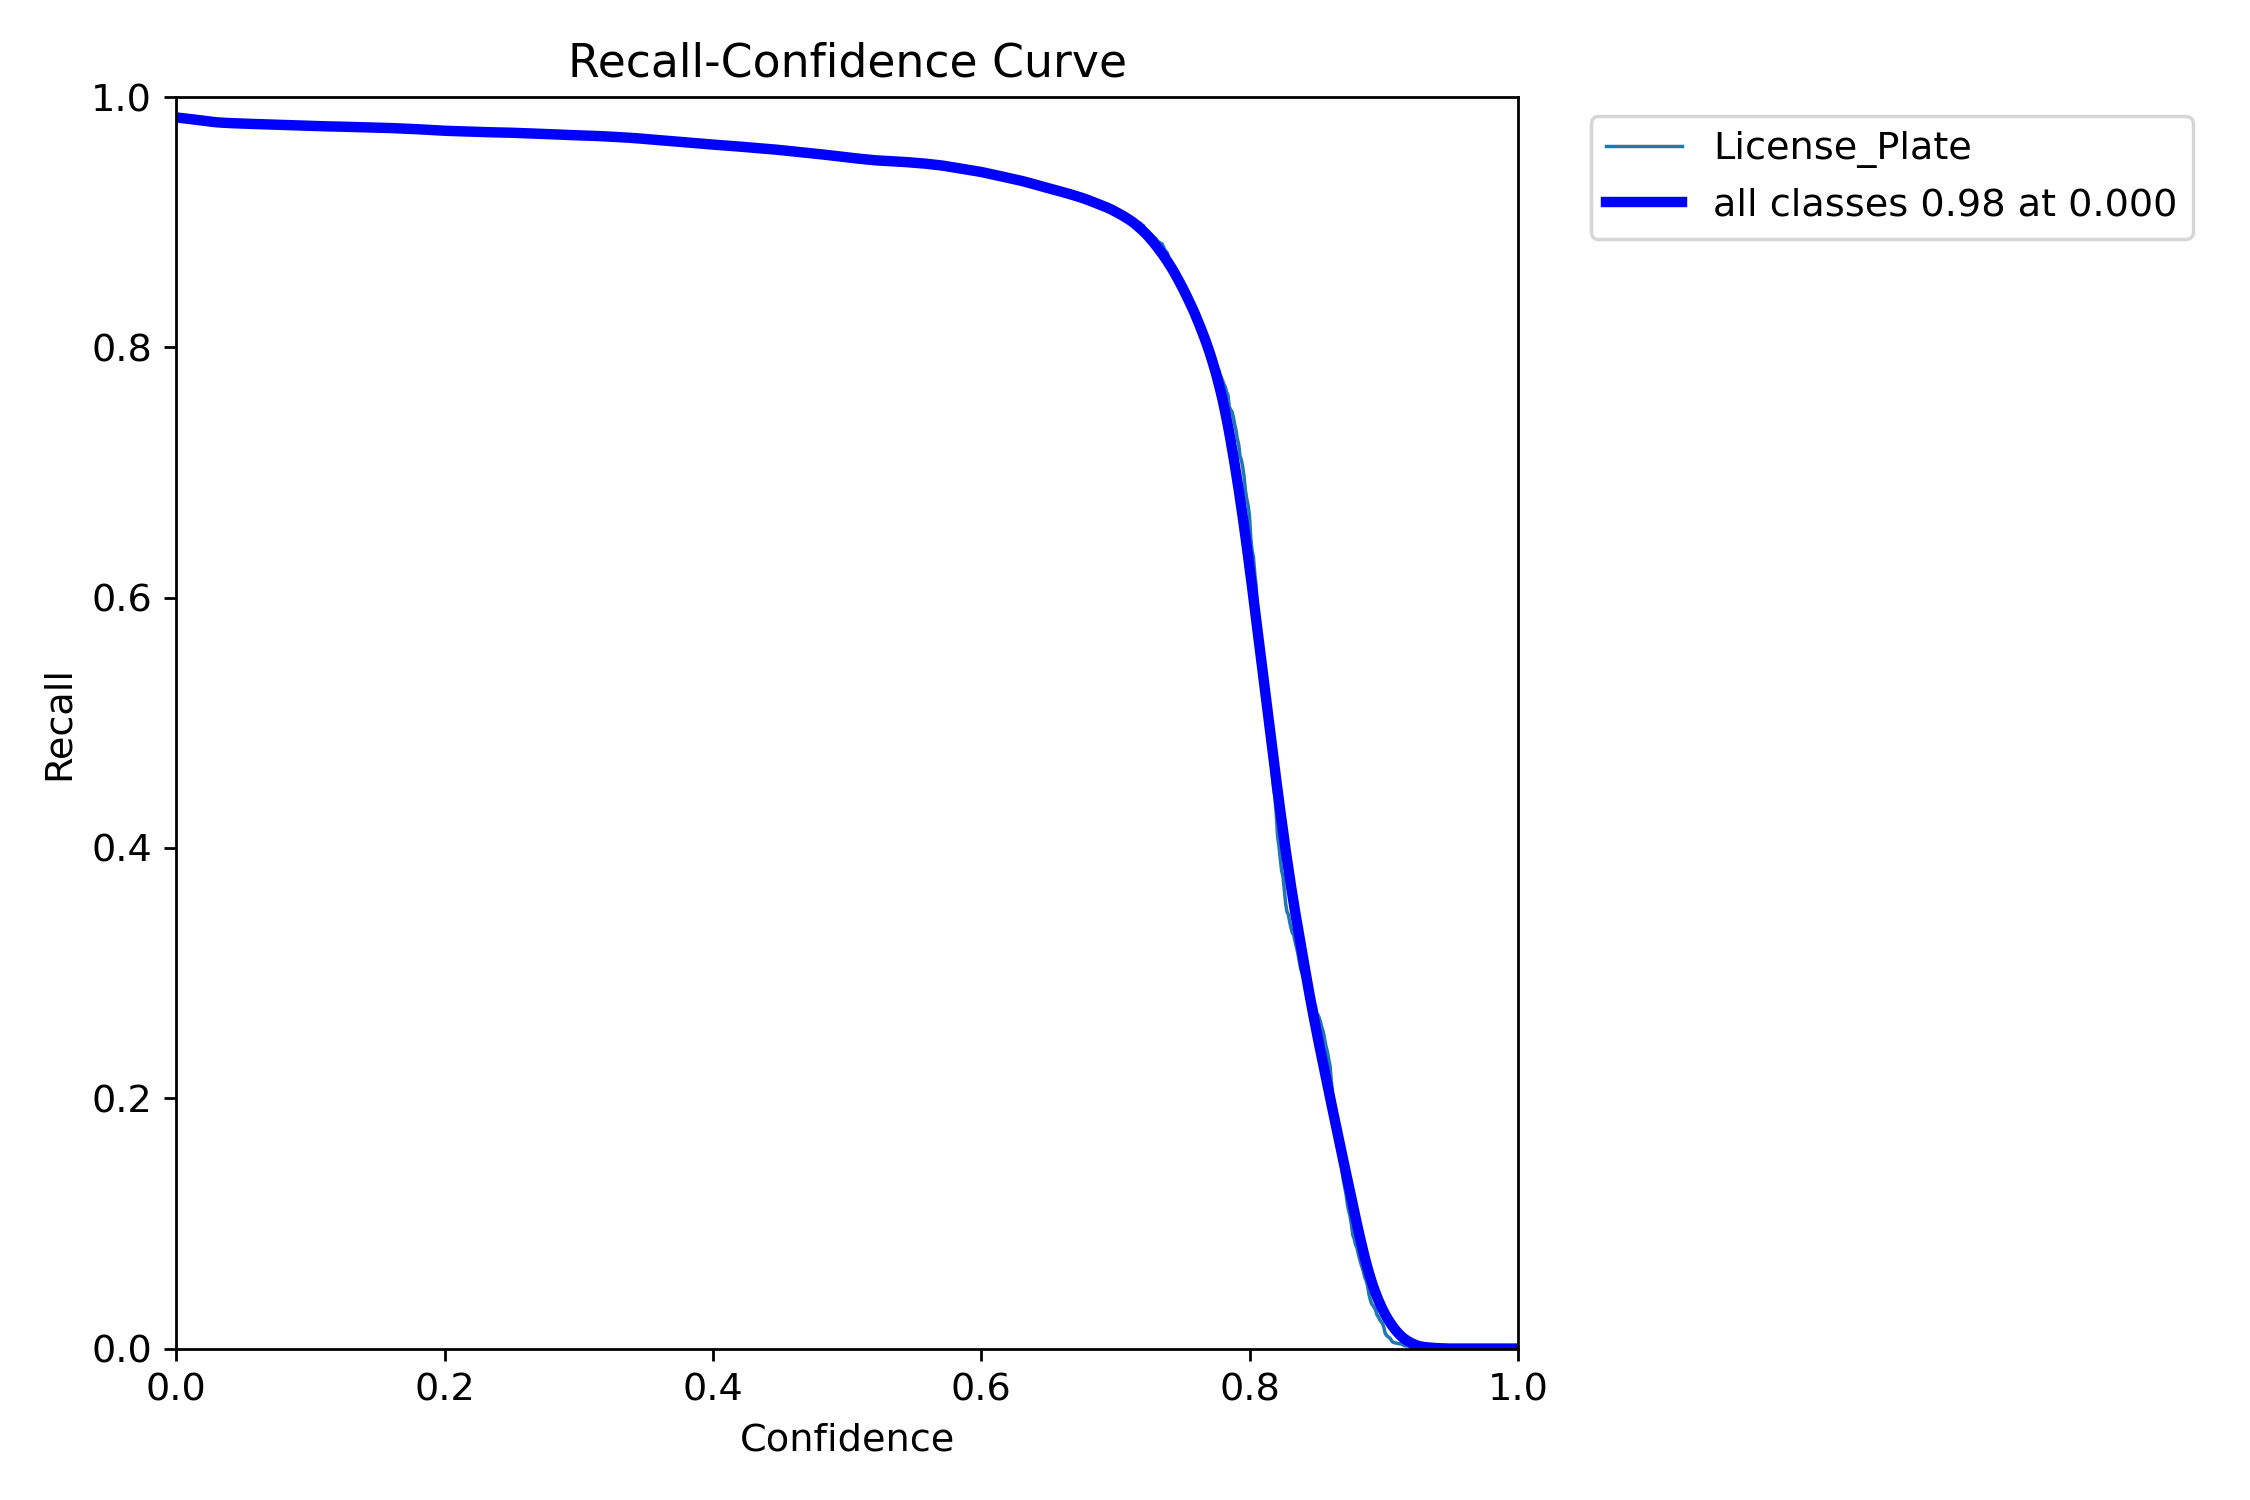 Recall-Confidence Curve
1.0
0.8
0.6
0.4
0.2
0.0
Recall
0.0 0.2 0.4 0.6 0.8 1.0
Confidence
License_Plate
all classes 0.98 at 0.000